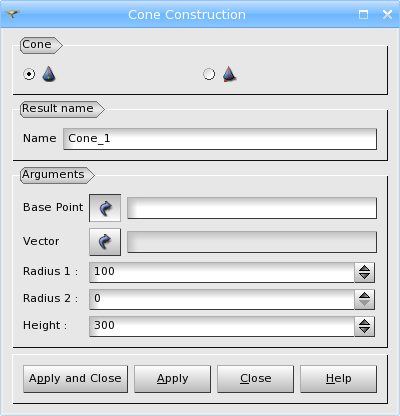 Cone Construction
Cone
Result name
Name Cone_1
Arguments
Base Point
Vector
Radius 1 : 100
Radius 2 : 0
Height : 300
Apply and Close Apply Close Help